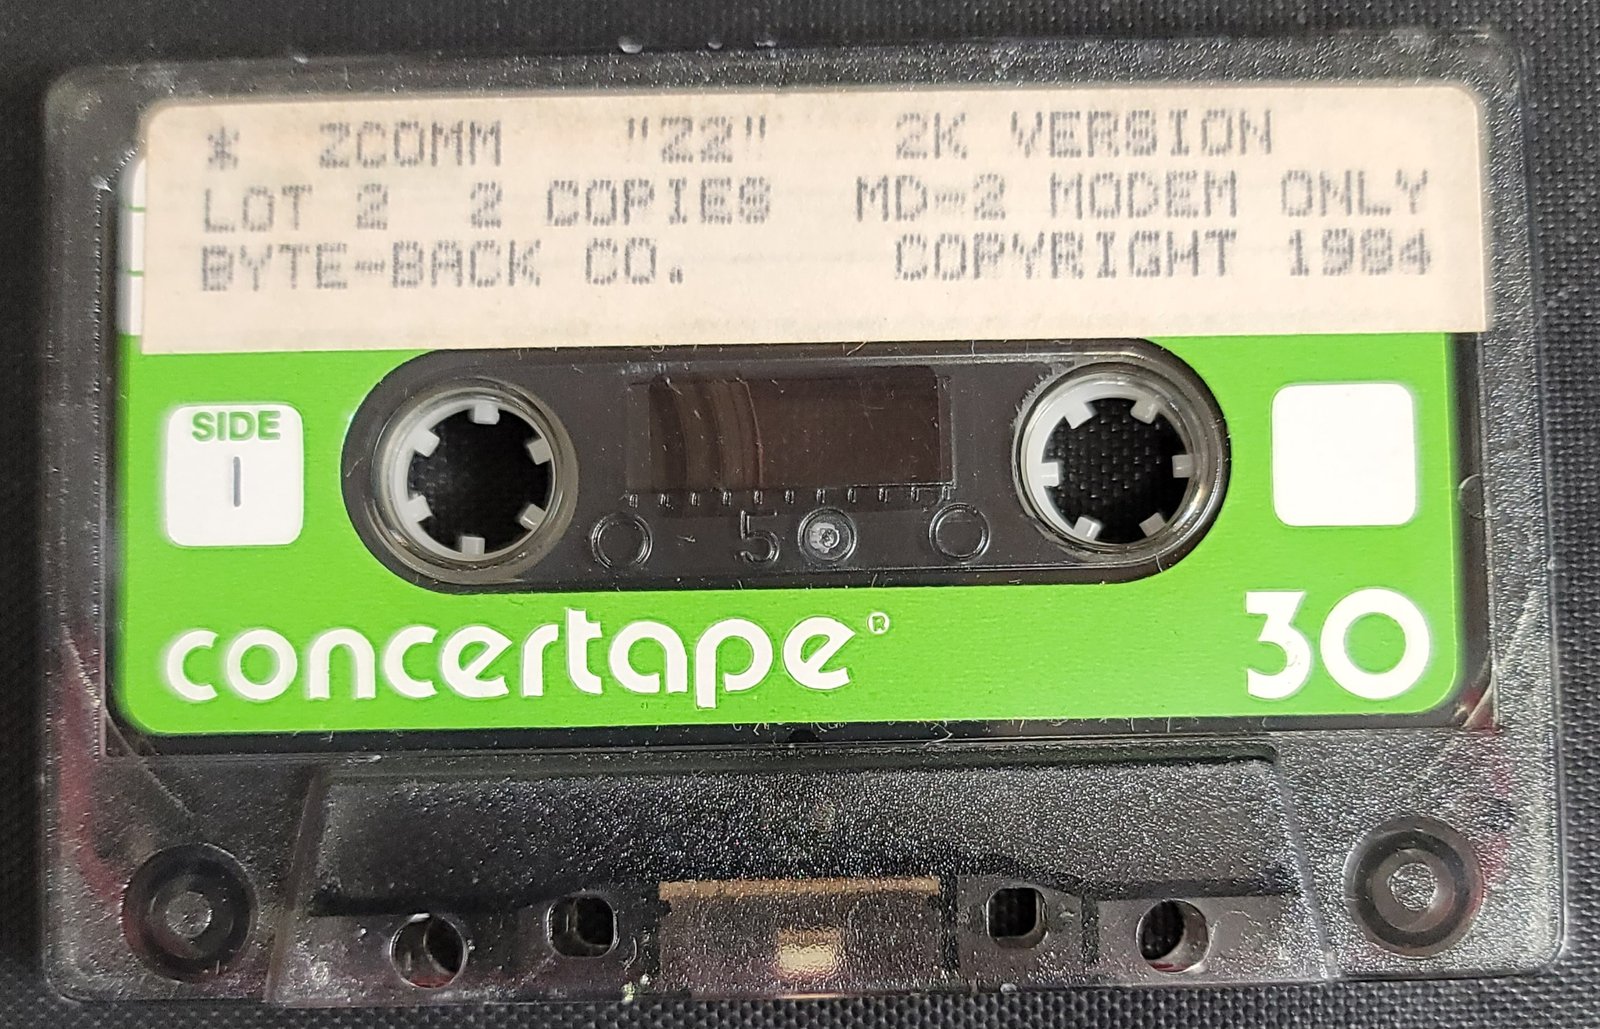 * ZCOMM "Z2" 2K VERSION
LOT 2 2 COPIES MD-2 MODEM ONLY
BYTE-BACK CO. COPYRIGHT 1984
SIDE
1
5
concertape®
30